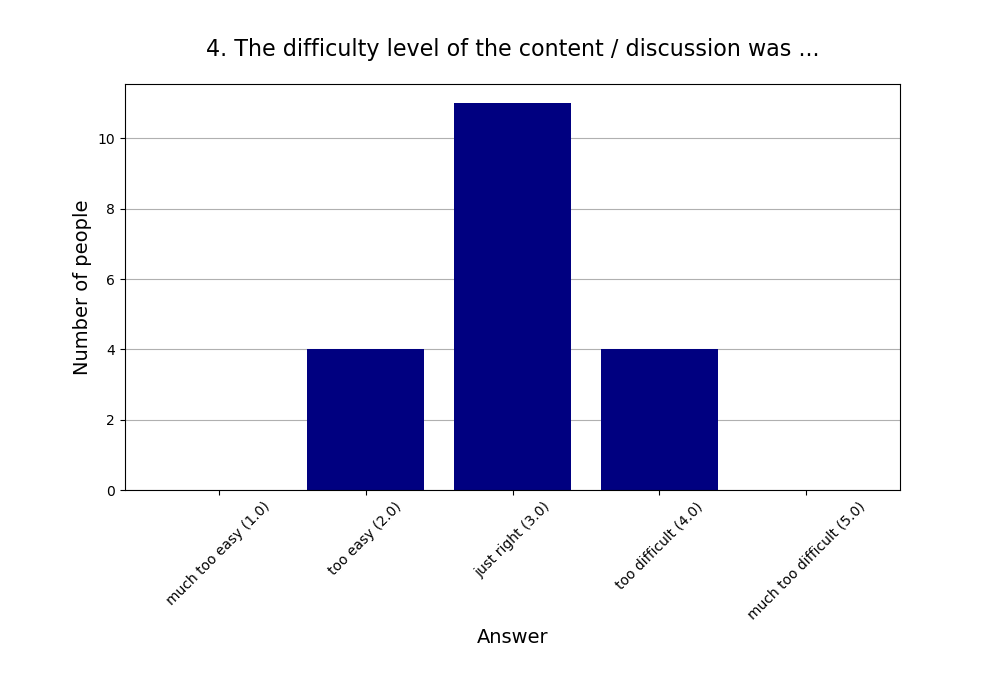 4. The difficulty level of the content / discussion was ...
Number of people
10
8
6
4
2
0
much too easy (1.0)
too easy (2.0)
just right (3.0)
too difficult (4.0)
much too difficult (5.0)
Answer